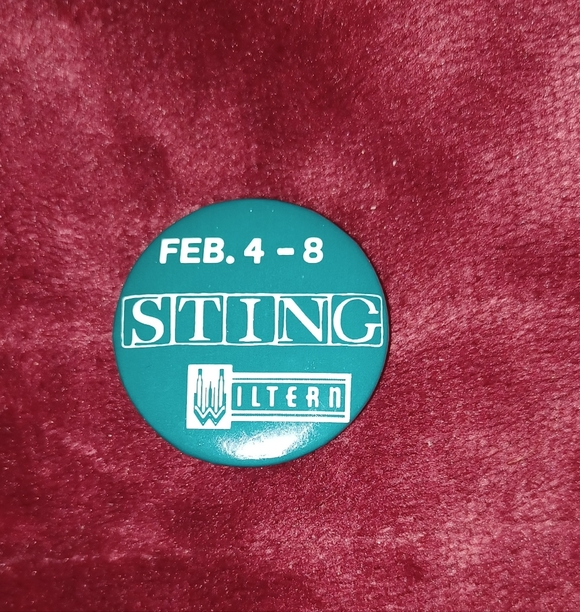 FEB. 4 - 8
STING
WILTERN